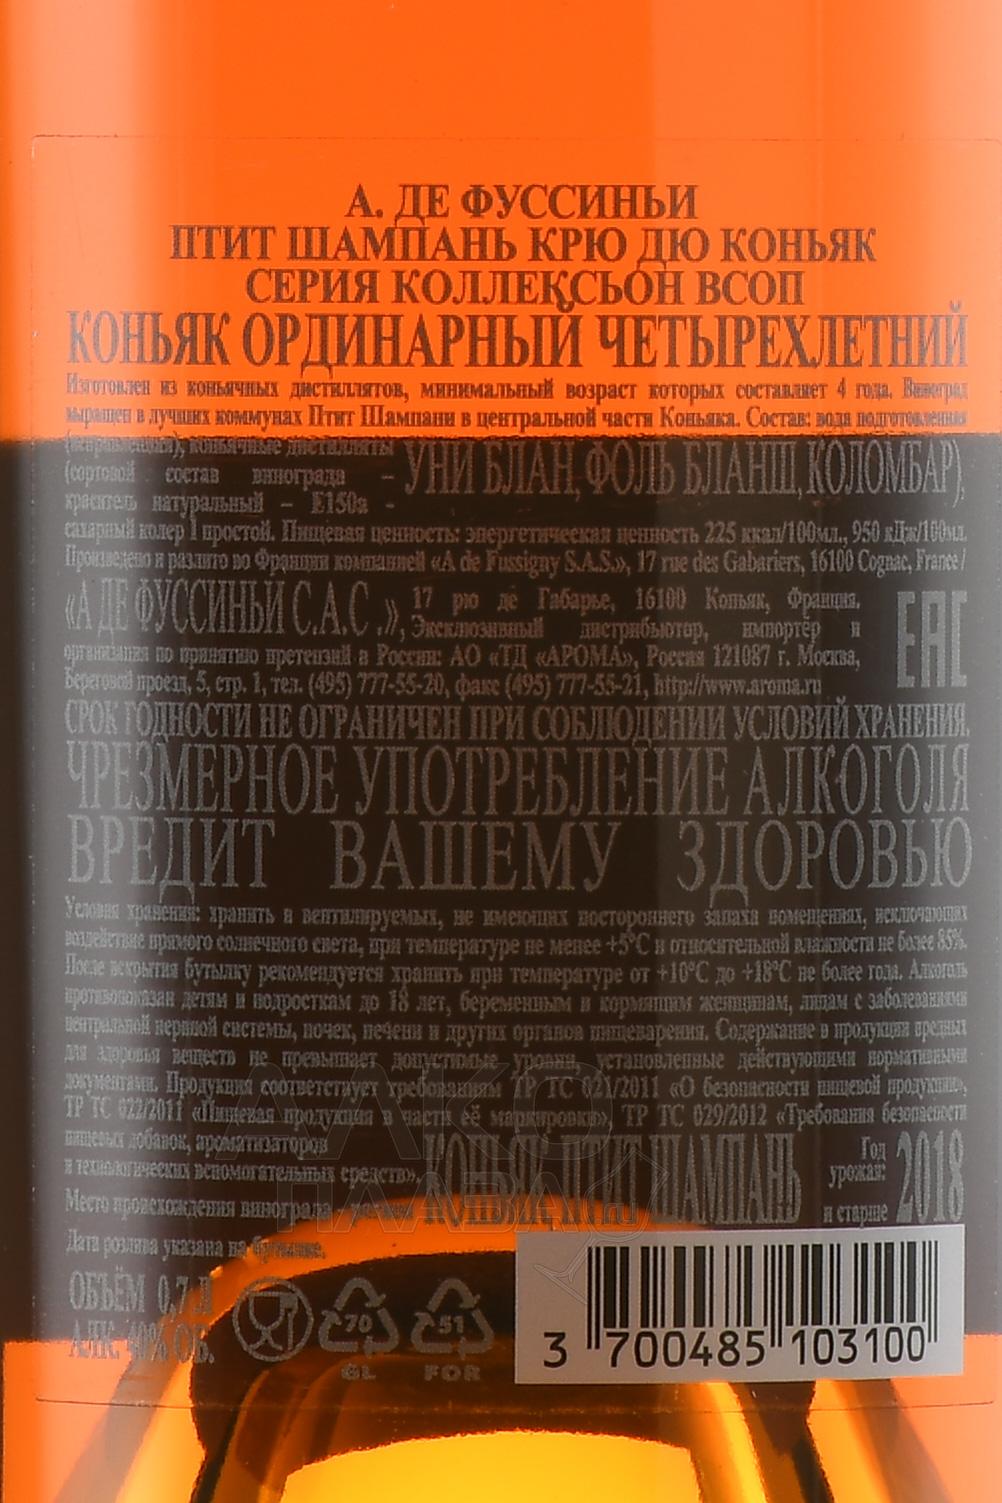 А. ДЕ ФУССИНЬИ
ПТИТ ШАМПАНЬ КРЮ ДЮ КОНЬЯК
СЕРИЯ КОЛЛЕКСЬОН ВСОП
КОНЬЯК ОРДИНАРНЫЙ ЧЕТЫРЕХЛЕТНИЙ
Изготовлен из коньячных дистиллятов, минимальный возраст которых составляет 4 года. Виноград
выращен в лучших коммунах Птит Шампани в центральной части Коньяка. Состав: вода подготовленная
(исправленная), коньячные дистилляты
(сортовой состав винограда – УНИ БЛАН, ФОЛЬ БЛАНШ, КОЛОМБАР),
краситель натуральный – Е150а -
сахарный колер I простой. Пищевая ценность: энергетическая ценность 225 ккал/100мл., 950 кДж/100мл.
Произведено и разлито во Франции компанией «A de Fussigny S.A.S.», 17 rue des Gabariers, 16100 Cognac, France /
«А ДЕ ФУССИНЬИ С.А.С .», 17 рю де Габарье, 16100 Коньяк, Франция.
Эксклюзивный дистрибьютор, импортёр и
организация по принятию претензий в России: АО «ТД «АРОМА», Россия 121087 г. Москва,
Береговой проезд, 5, стр. 1, тел. (495) 777-55-20, факс (495) 777-55-21, http://www.aroma.ru
EAC
СРОК ГОДНОСТИ НЕ ОГРАНИЧЕН ПРИ СОБЛЮДЕНИИ УСЛОВИЙ ХРАНЕНИЯ.
ЧРЕЗМЕРНОЕ УПОТРЕБЛЕНИЕ АЛКОГОЛЯ
ВРЕДИТ ВАШЕМУ ЗДОРОВЬЮ
Условия хранения: хранить в вентилируемых, не имеющих постороннего запаха помещениях, исключающих
воздействие прямого солнечного света, при температуре не менее +5°С и относительной влажности не более 85%.
После вскрытия бутылку рекомендуется хранить при температуре от +10°С до +18°С не более года. Алкоголь
противопоказан детям и подросткам до 18 лет, беременным и кормящим женщинам, лицам с заболеваниями
центральной нервной системы, почек, печени и других органов пищеварения. Содержание в продукции вредных
для здоровья веществ не превышает допустимые уровни, установленные действующими нормативными
документами. Продукция соответствует требованиям ТР ТС 021/2011 «О безопасности пищевой продукции»,
ТР ТС 022/2011 «Пищевая продукция в части её маркировки», ТР ТС 029/2012 «Требования безопасности
пищевых добавок, ароматизаторов
и технологических вспомогательных средств». КОНЬЯК ПТИТ ШАМПАНЬ
Год урожая: 2018 и старше
Место происхождения винограда
Дата розлива указана на бутылке.
ОБЪЁМ 0,7 Л
АЛК. 40% ОБ.
70
GL
51
FOR
3 700485 103100
АЛКО
ПЛАЗА.ru